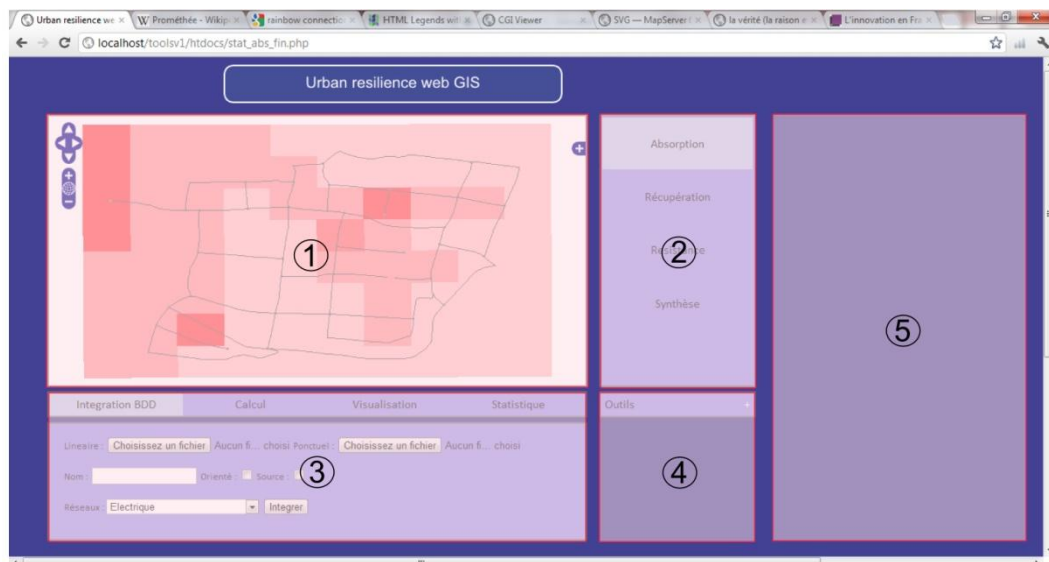 Urban resilience we
Prométhée - Wikip
rainbow connectio
HTML Legends wit
CGI Viewer
SVG — MapServer
la vérité (la raison e
L'innovation en Fra
localhost/toolsv1/htdocs/stat_abs_fin.php
Urban resilience web GIS
1
Absorption
Récupération
Resistance
2
Synthèse
5
Integration BDD Calcul Visualisation Statistique
Lineaire : Choisissez un fichier Aucun fi... choisi Ponctuel : Choisissez un fichier Aucun fi... choisi
Nom : Orienté : Source :
3
Réseaux : Electrique Integrer
Outils
4